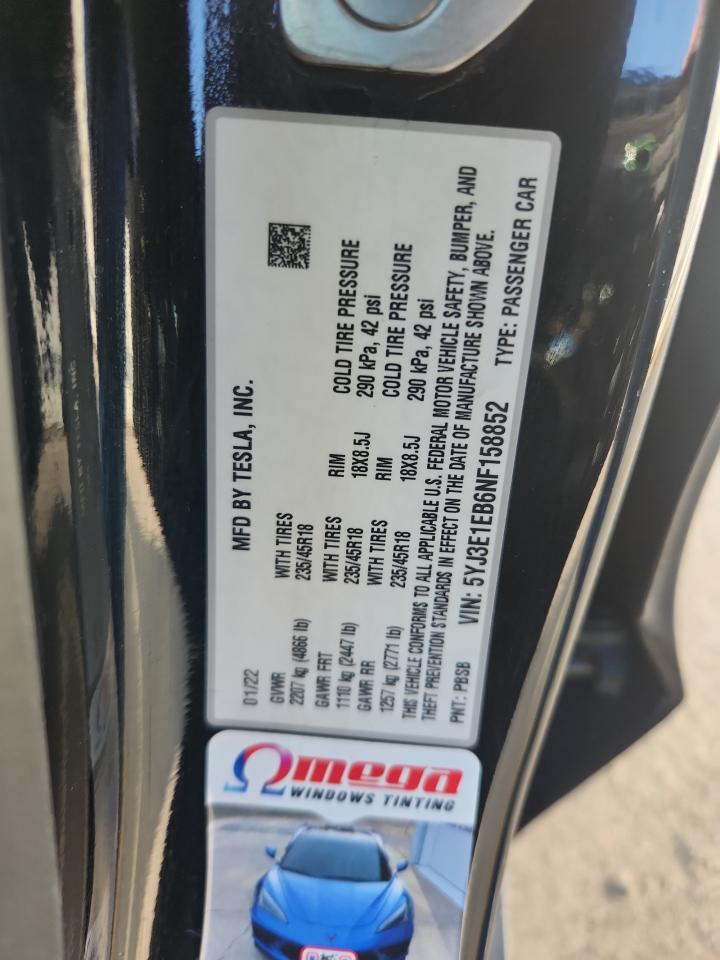 MFD BY TESLA, INC.
01/22
GVWR WITH TIRES RIM COLD TIRE PRESSURE
2207 kg (4866 lb) 235/45R18 18X8.5J 290 kPa, 42 psi
GAWR FRT WITH TIRES RIM COLD TIRE PRESSURE
1110 kg (2447 lb) 235/45R18 18X8.5J 290 kPa, 42 psi
GAWR RR
1257 kg (2771 lb)
THIS VEHICLE CONFORMS TO ALL APPLICABLE U.S. FEDERAL MOTOR VEHICLE SAFETY, BUMPER, AND
THEFT PREVENTION STANDARDS IN EFFECT ON THE DATE OF MANUFACTURE SHOWN ABOVE.
PNT: PBSB VIN: 5YJ3E1EB6NF158852 TYPE: PASSENGER CAR
Omega
WINDOWS TINTING